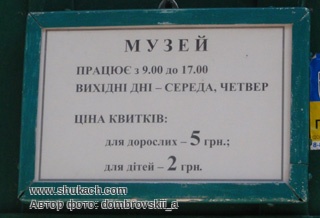 МУЗЕЙ
ПРАЦЮЄ з 9.00 до 17.00
ВИХІДНІ ДНІ – СЕРЕДА, ЧЕТВЕР
ЦІНА КВИТКІВ:
для дорослих – 5 грн.;
для дітей – 2 грн.
www.shukach.com
Автор фото: dombrovskii_a